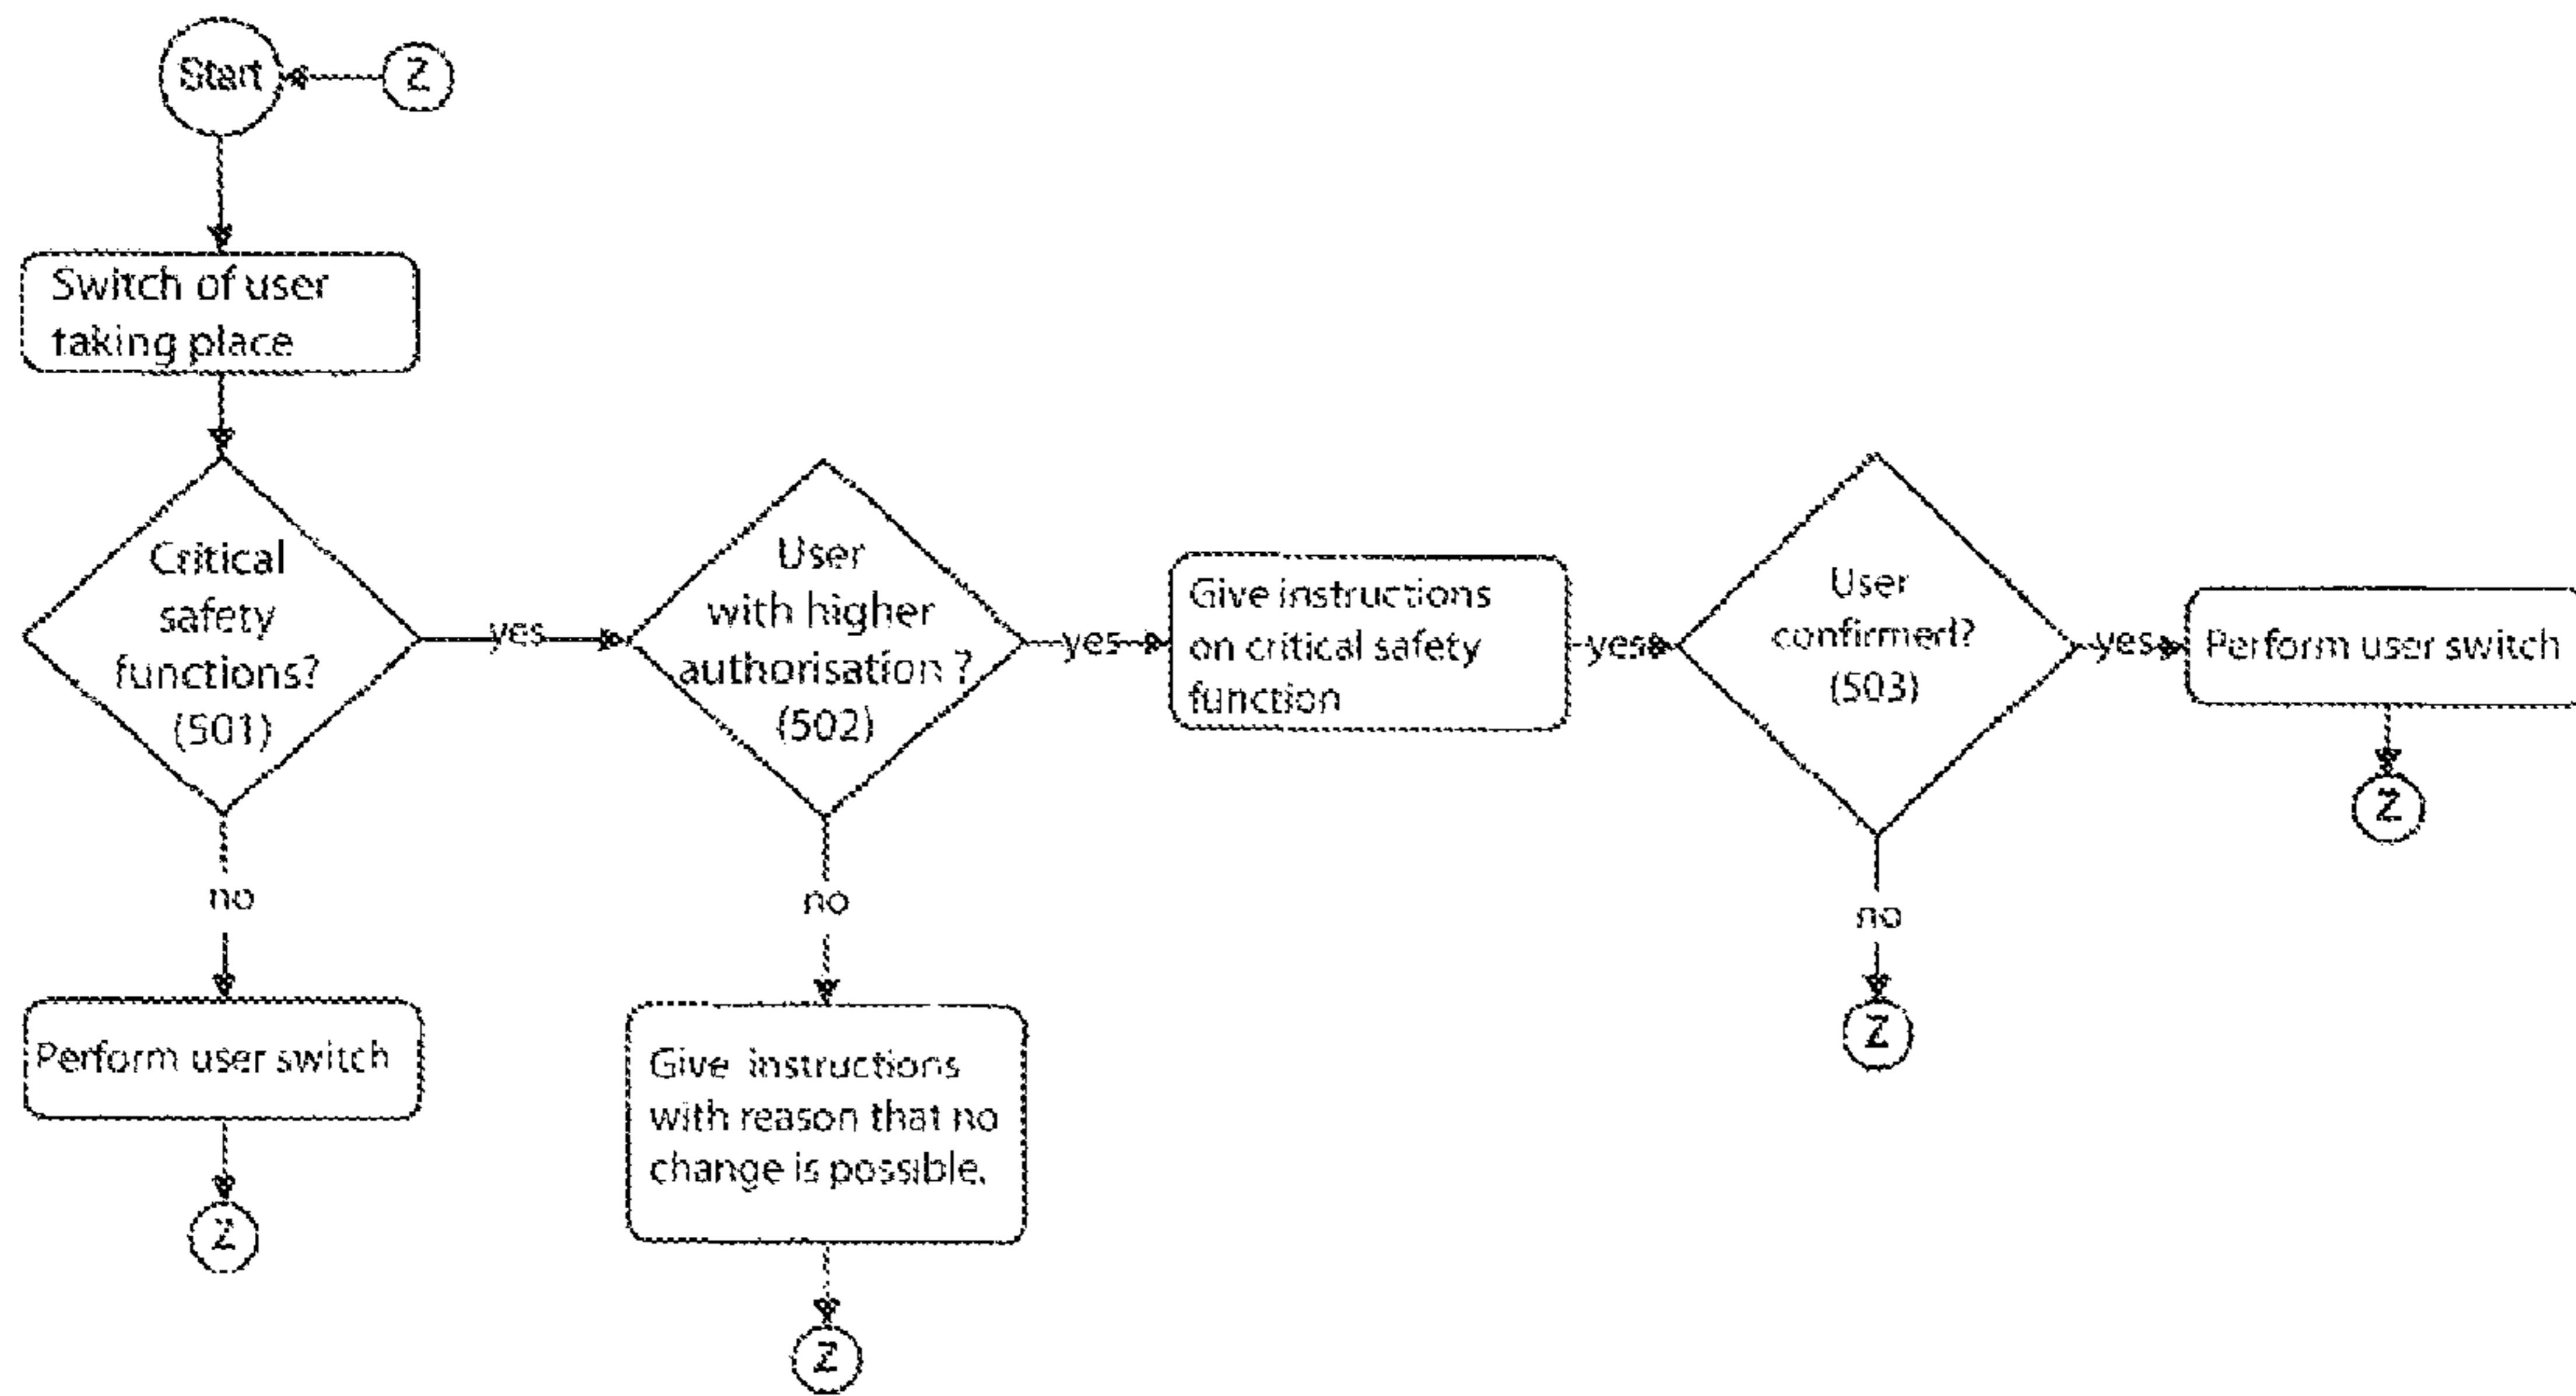 Start
Z
Switch of user
taking place
Critical
safety
functions?
(501)
yes
User
with higher
authorisation ?
(502)
yes
Give instructions
on critical safety
function
yes
User
confirmed?
(503)
yes
Perform user switch
Z
no
no
no
Z
Perform user switch
Z
Give instructions
with reason that no
change is possible.
Z